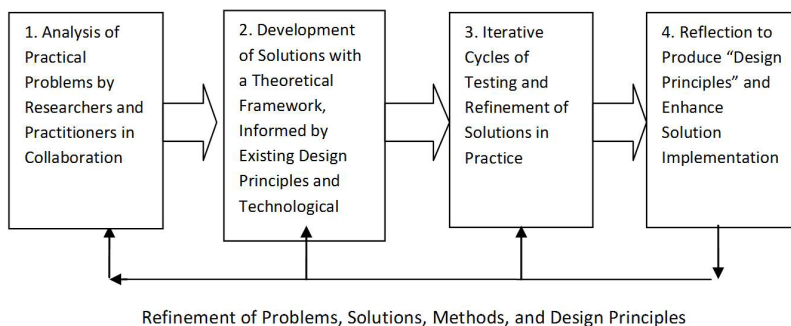 1. Analysis of
Practical
Problems by
Researchers and
Practitioners in
Collaboration
2. Development
of Solutions with
a Theoretical
Framework,
Informed by
Existing Design
Principles and
Technological
3. Iterative
Cycles of
Testing and
Refinement of
Solutions in
Practice
4. Reflection to
Produce “Design
Principles” and
Enhance
Solution
Implementation
Refinement of Problems, Solutions, Methods, and Design Principles